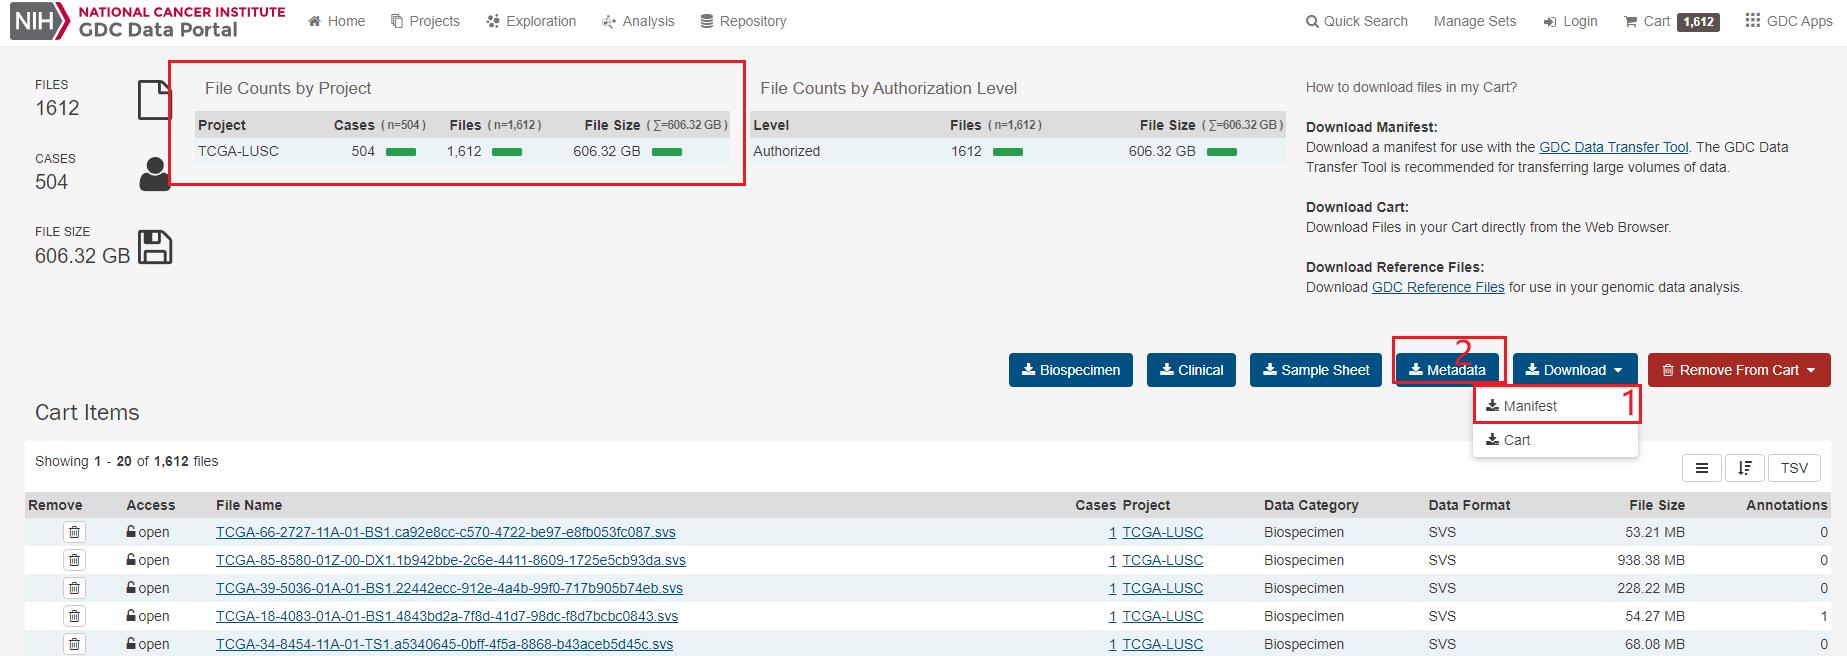 NIH NATIONAL CANCER INSTITUTE
GDC Data Portal
Home Projects Exploration Analysis Repository
Quick Search Manage Sets Login Cart 1,612 GDC Apps
FILES
1612
CASES
504
FILE SIZE
606.32 GB
File Counts by Project
Project Cases (n=504) Files (n=1,612) File Size (∑=606.32 GB)
TCGA-LUSC 504 1,612 606.32 GB
File Counts by Authorization Level
Level Files (n=1,612) File Size (∑=606.32 GB)
Authorized 1612 606.32 GB
How to download files in my Cart?
Download Manifest:
Download a manifest for use with the GDC Data Transfer Tool. The GDC Data
Transfer Tool is recommended for transferring large volumes of data.
Download Cart:
Download Files in your Cart directly from the Web Browser.
Download Reference Files:
Download GDC Reference Files for use in your genomic data analysis.
2
Biospecimen Clinical Sample Sheet Metadata Download Remove From Cart
Manifest 1
Cart
Cart Items
Showing 1 - 20 of 1,612 files
TSV
Remove Access File Name Cases Project Data Category Data Format File Size Annotations
open TCGA-66-2727-11A-01-BS1.ca92e8cc-c570-4722-be97-e8fb053fc087.svs 1 TCGA-LUSC Biospecimen SVS 53.21 MB 0
open TCGA-85-8580-01Z-00-DX1.1b942bbe-2c6e-4411-8609-1725e5cb93da.svs 1 TCGA-LUSC Biospecimen SVS 938.38 MB 0
open TCGA-39-5036-01A-01-BS1.22442ecc-912e-4a4b-99f0-717b905b74eb.svs 1 TCGA-LUSC Biospecimen SVS 228.22 MB 0
open TCGA-18-4083-01A-01-BS1.4843bd2a-7f8d-41d7-98dc-f8d7bcbc0843.svs 1 TCGA-LUSC Biospecimen SVS 54.27 MB 1
open TCGA-34-8454-11A-01-TS1.a5340645-0bff-4f5a-8868-b43aceb5d45c.svs 1 TCGA-LUSC Biospecimen SVS 68.08 MB 0